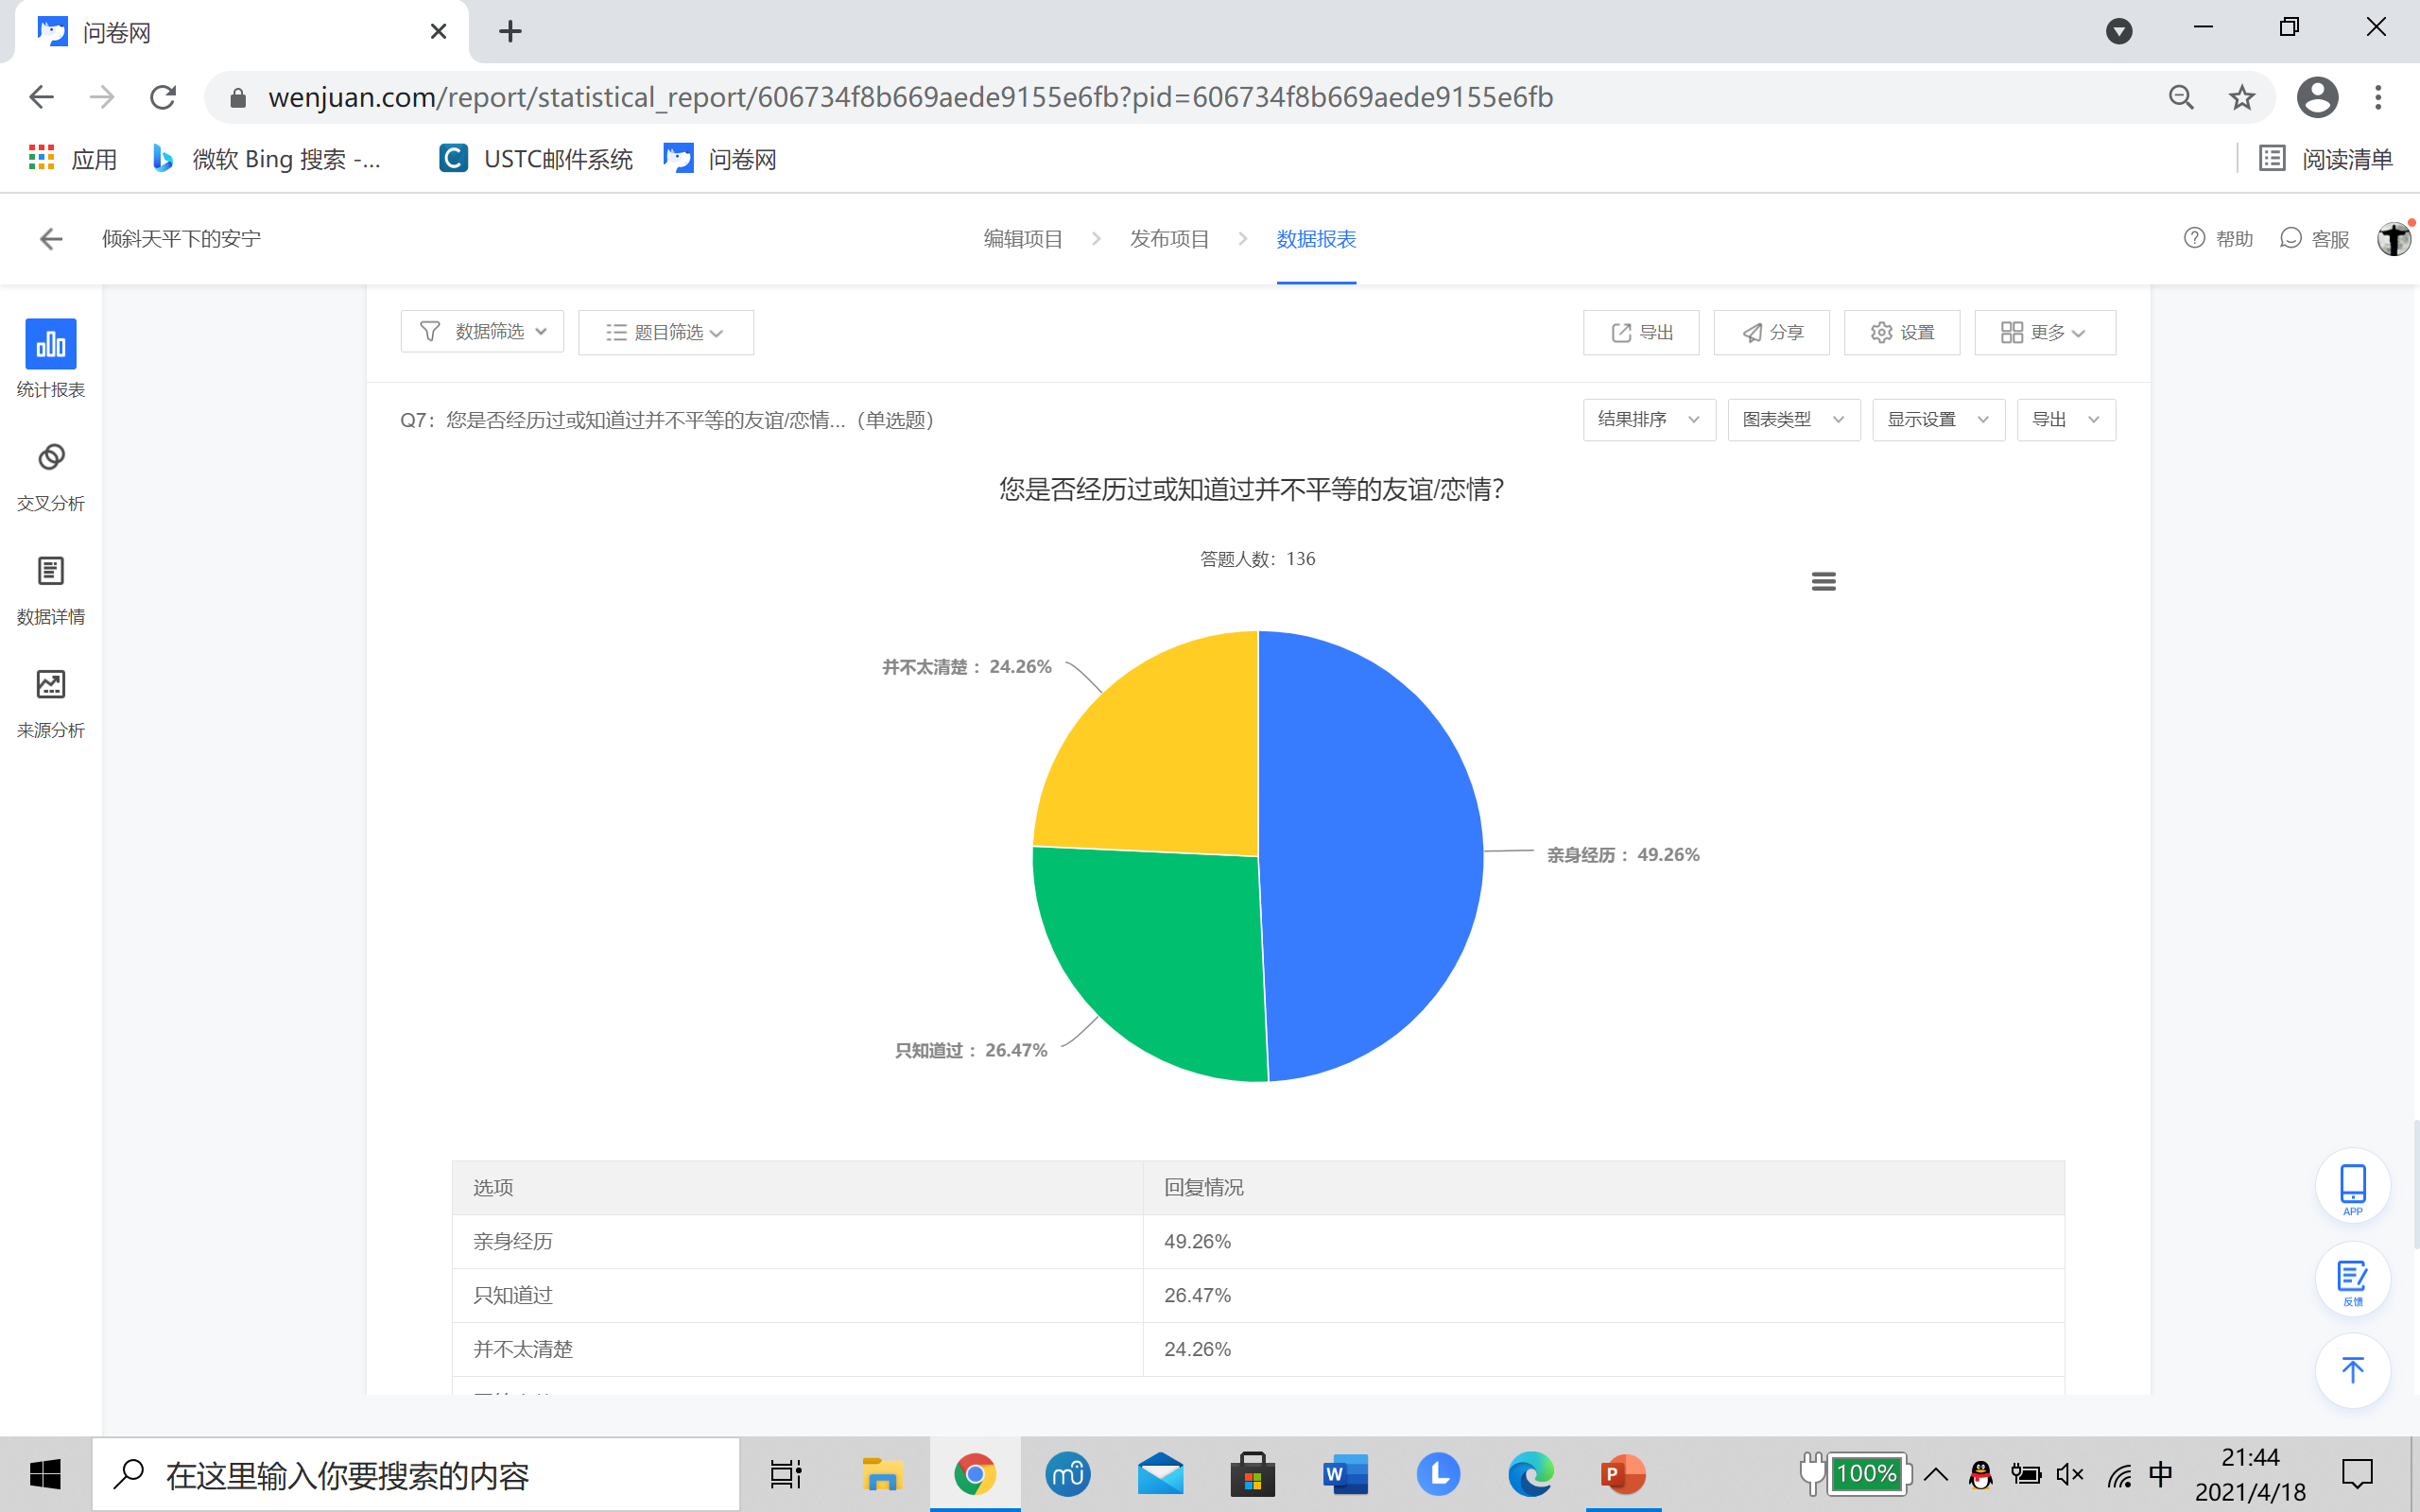 问卷网
wenjuan.com/report/statistical_report/606734f8b669aede9155e6fb?pid=606734f8b669aede9155e6fb
应用
微软 Bing 搜索 -...
USTC邮件系统
问卷网
阅读清单
倾斜天平下的安宁
编辑项目
发布项目
数据报表
帮助
客服
统计报表
交叉分析
数据详情
来源分析
数据筛选
题目筛选
导出
分享
设置
更多
Q7：您是否经历过或知道过并不平等的友谊/恋情...（单选题）
结果排序
图表类型
显示设置
导出
您是否经历过或知道过并不平等的友谊/恋情？
答题人数：136
并不太清楚： 24.26%
亲身经历： 49.26%
只知道过： 26.47%
选项 回复情况
亲身经历 49.26%
只知道过 26.47%
并不太清楚 24.26%
APP
反馈
在这里输入你要搜索的内容
100%
中
21:44
2021/4/18